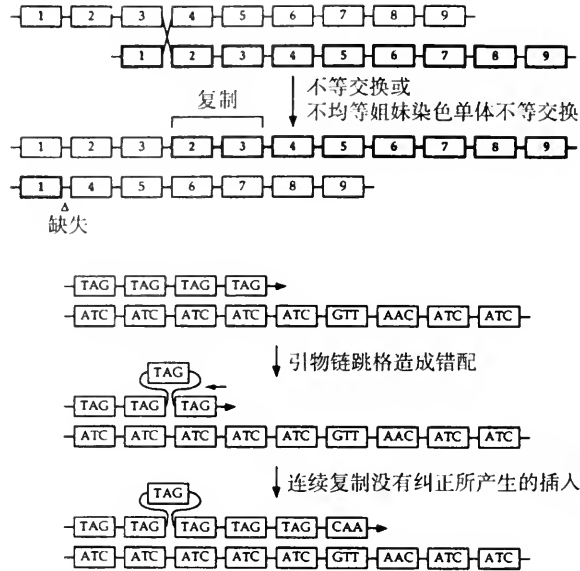 1 2 3 4 5 6 7 8 9
1 2 3 4 5 6 7 8 9
不等交换或
复制
不均等姐妹染色单体不等交换
1 2 3 2 3 4 5 6 7 8 9
1 4 5 6 7 8 9
缺失
TAG TAG TAG TAG
ATC ATC ATC ATC ATC GTT AAC ATC ATC
引物链跳格造成错配
TAG
TAG TAG TAG
ATC ATC ATC ATC ATC GTT AAC ATC ATC
连续复制没有纠正所产生的插入
TAG
TAG TAG TAG TAG TAG CAA
ATC ATC ATC ATC ATC GTT AAC ATC ATC